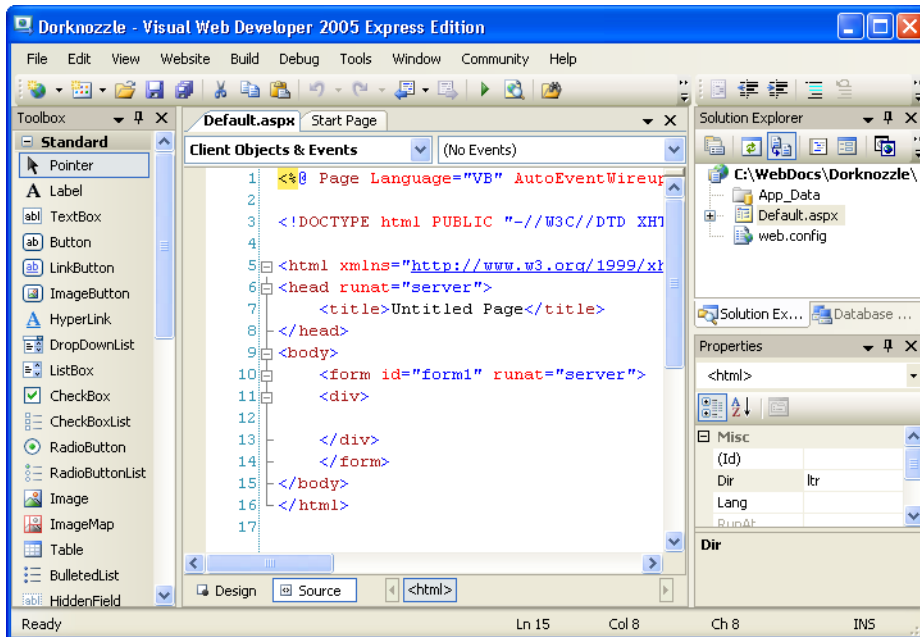 Dorknozzle - Visual Web Developer 2005 Express Edition
File Edit View Website Build Debug Tools Window Community Help
Toolbox
Standard
Pointer
A Label
abl TextBox
ab Button
ab LinkButton
ImageButton
A HyperLink
DropDownList
ListBox
CheckBox
CheckBoxList
RadioButton
RadioButtonList
Image
ImageMap
Table
BulletedList
abl HiddenField
Default.aspx Start Page
Client Objects & Events (No Events)
1 <%@ Page Language="VB" AutoEventWireup
2
3 <!DOCTYPE html PUBLIC "-//W3C//DTD XHT
4
5 <html xmlns="http://www.w3.org/1999/xh
6 <head runat="server">
7 <title>Untitled Page</title>
8 </head>
9 <body>
10 <form id="form1" runat="server">
11 <div>
12
13 </div>
14 </form>
15 </body>
16 </html>
17
Design Source <html>
Solution Explorer
C:\WebDocs\Dorknozzle\
App_Data
Default.aspx
web.config
Solution Ex... Database ...
Properties
<html>
Misc
(Id)
Dir ltr
Lang
RunAt
Dir
Ready Ln 15 Col 8 Ch 8 INS